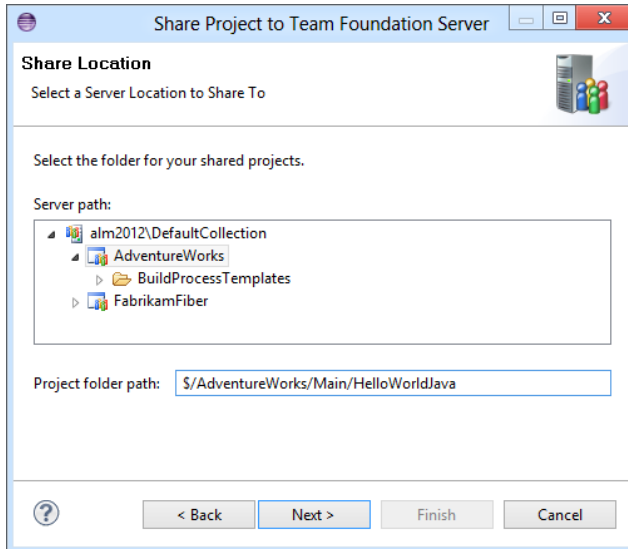 Share Project to Team Foundation Server
Share Location
Select a Server Location to Share To
Select the folder for your shared projects.
Server path:
alm2012\DefaultCollection
AdventureWorks
BuildProcessTemplates
FabrikamFiber
Project folder path: $/AdventureWorks/Main/HelloWorldJava
? < Back Next > Finish Cancel